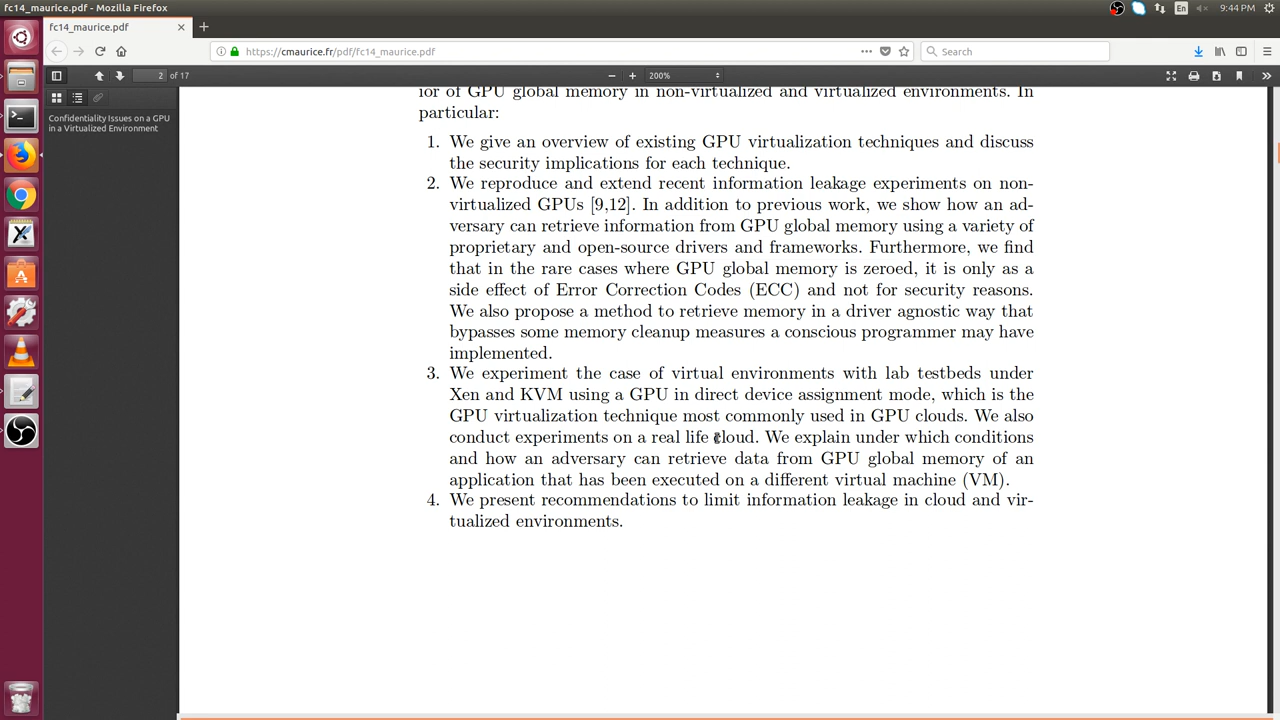 fc14_maurice.pdf - Mozilla Firefox
En
9:44 PM
fc14_maurice.pdf
https://cmaurice.fr/pdf/fc14_maurice.pdf
Search
2 of 17
200%
Confidentiality Issues on a GPU
in a Virtualized Environment
ior of GPU global memory in non-virtualized and virtualized environments. In
particular:
1. We give an overview of existing GPU virtualization techniques and discuss
the security implications for each technique.
2. We reproduce and extend recent information leakage experiments on non-
virtualized GPUs [9,12]. In addition to previous work, we show how an ad-
versary can retrieve information from GPU global memory using a variety of
proprietary and open-source drivers and frameworks. Furthermore, we find
that in the rare cases where GPU global memory is zeroed, it is only as a
side effect of Error Correction Codes (ECC) and not for security reasons.
We also propose a method to retrieve memory in a driver agnostic way that
bypasses some memory cleanup measures a conscious programmer may have
implemented.
3. We experiment the case of virtual environments with lab testbeds under
Xen and KVM using a GPU in direct device assignment mode, which is the
GPU virtualization technique most commonly used in GPU clouds. We also
conduct experiments on a real life cloud. We explain under which conditions
and how an adversary can retrieve data from GPU global memory of an
application that has been executed on a different virtual machine (VM).
4. We present recommendations to limit information leakage in cloud and vir-
tualized environments.